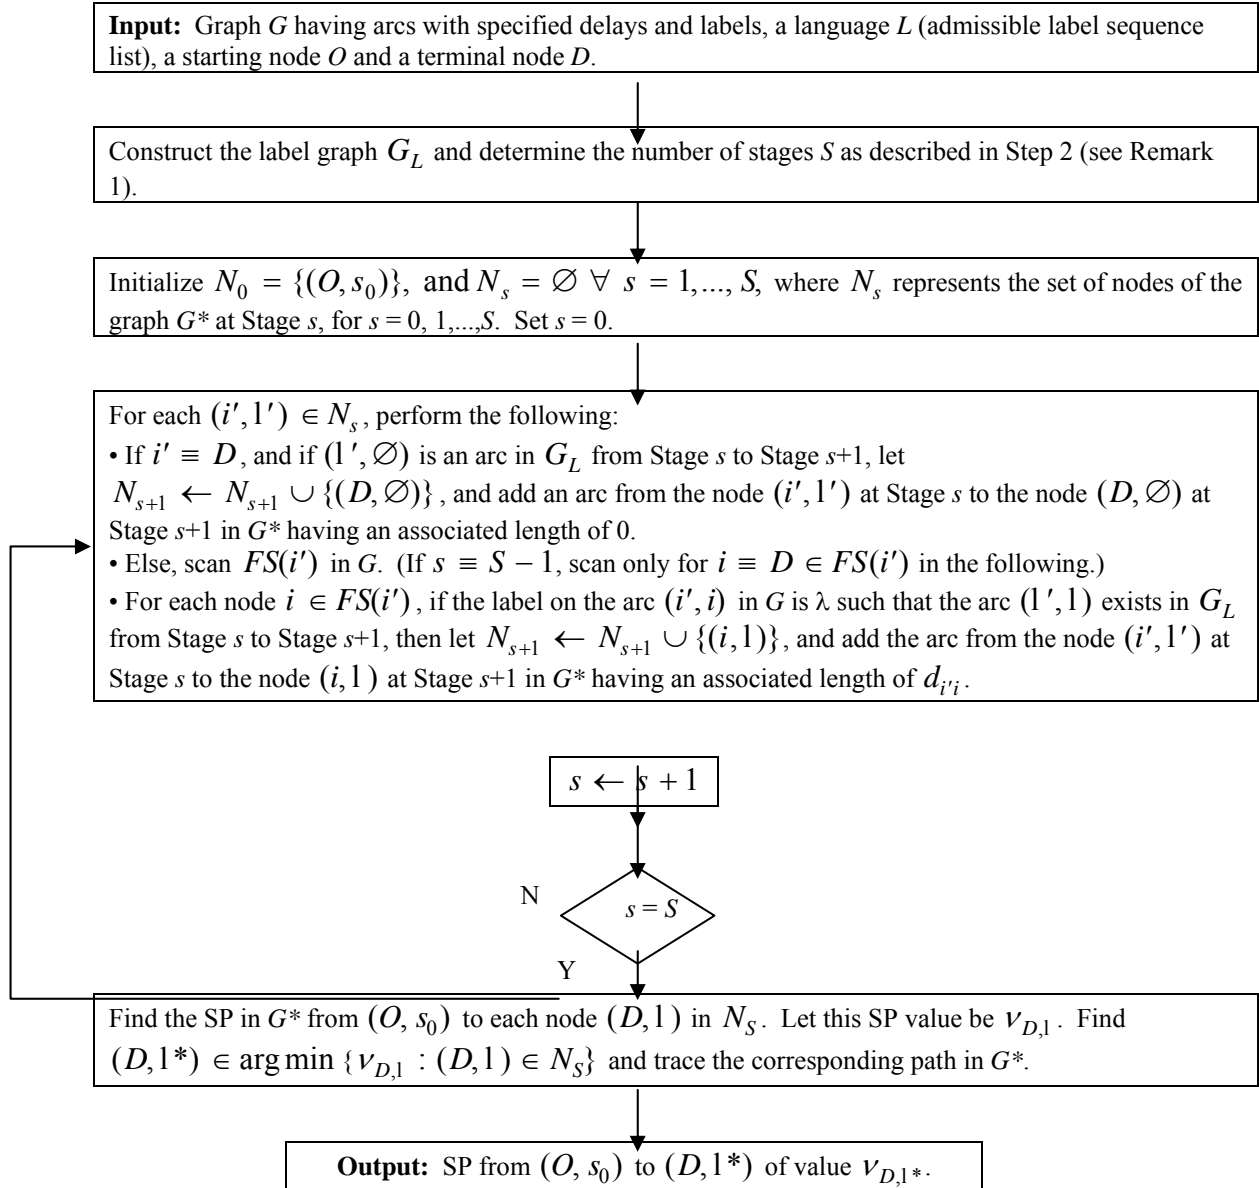 Input: Graph G having arcs with specified delays and labels, a language L (admissible label sequence
list), a starting node O and a terminal node D.
Construct the label graph G_L and determine the number of stages S as described in Step 2 (see Remark
1).
Initialize N_0 = {(O, s_0)}, and N_s = ∅ ∀ s = 1,..., S, where N_s represents the set of nodes of the
graph G* at Stage s, for s = 0, 1,...,S. Set s = 0.
For each (i′, l′) ∈ N_s, perform the following:
• If i′ ≡ D, and if (l′, ∅) is an arc in G_L from Stage s to Stage s+1, let
N_{s+1} ← N_{s+1} ∪ {(D, ∅)}, and add an arc from the node (i′, l′) at Stage s to the node (D, ∅) at
Stage s+1 in G* having an associated length of 0.
• Else, scan FS(i′) in G. (If s ≡ S − 1, scan only for i ≡ D ∈ FS(i′) in the following.)
• For each node i ∈ FS(i′), if the label on the arc (i′, i) in G is λ such that the arc (l′, l) exists in G_L
from Stage s to Stage s+1, then let N_{s+1} ← N_{s+1} ∪ {(i, l)}, and add the arc from the node (i′, l′) at
Stage s to the node (i, l) at Stage s+1 in G* having an associated length of d_{i′i}.
s ← s + 1
N
s = S
Y
Find the SP in G* from (O, s_0) to each node (D, l) in N_S. Let this SP value be ν_{D,l}. Find
(D, l*) ∈ arg min {ν_{D,l} : (D, l) ∈ N_S} and trace the corresponding path in G*.
Output: SP from (O, s_0) to (D, l*) of value ν_{D,l*}.